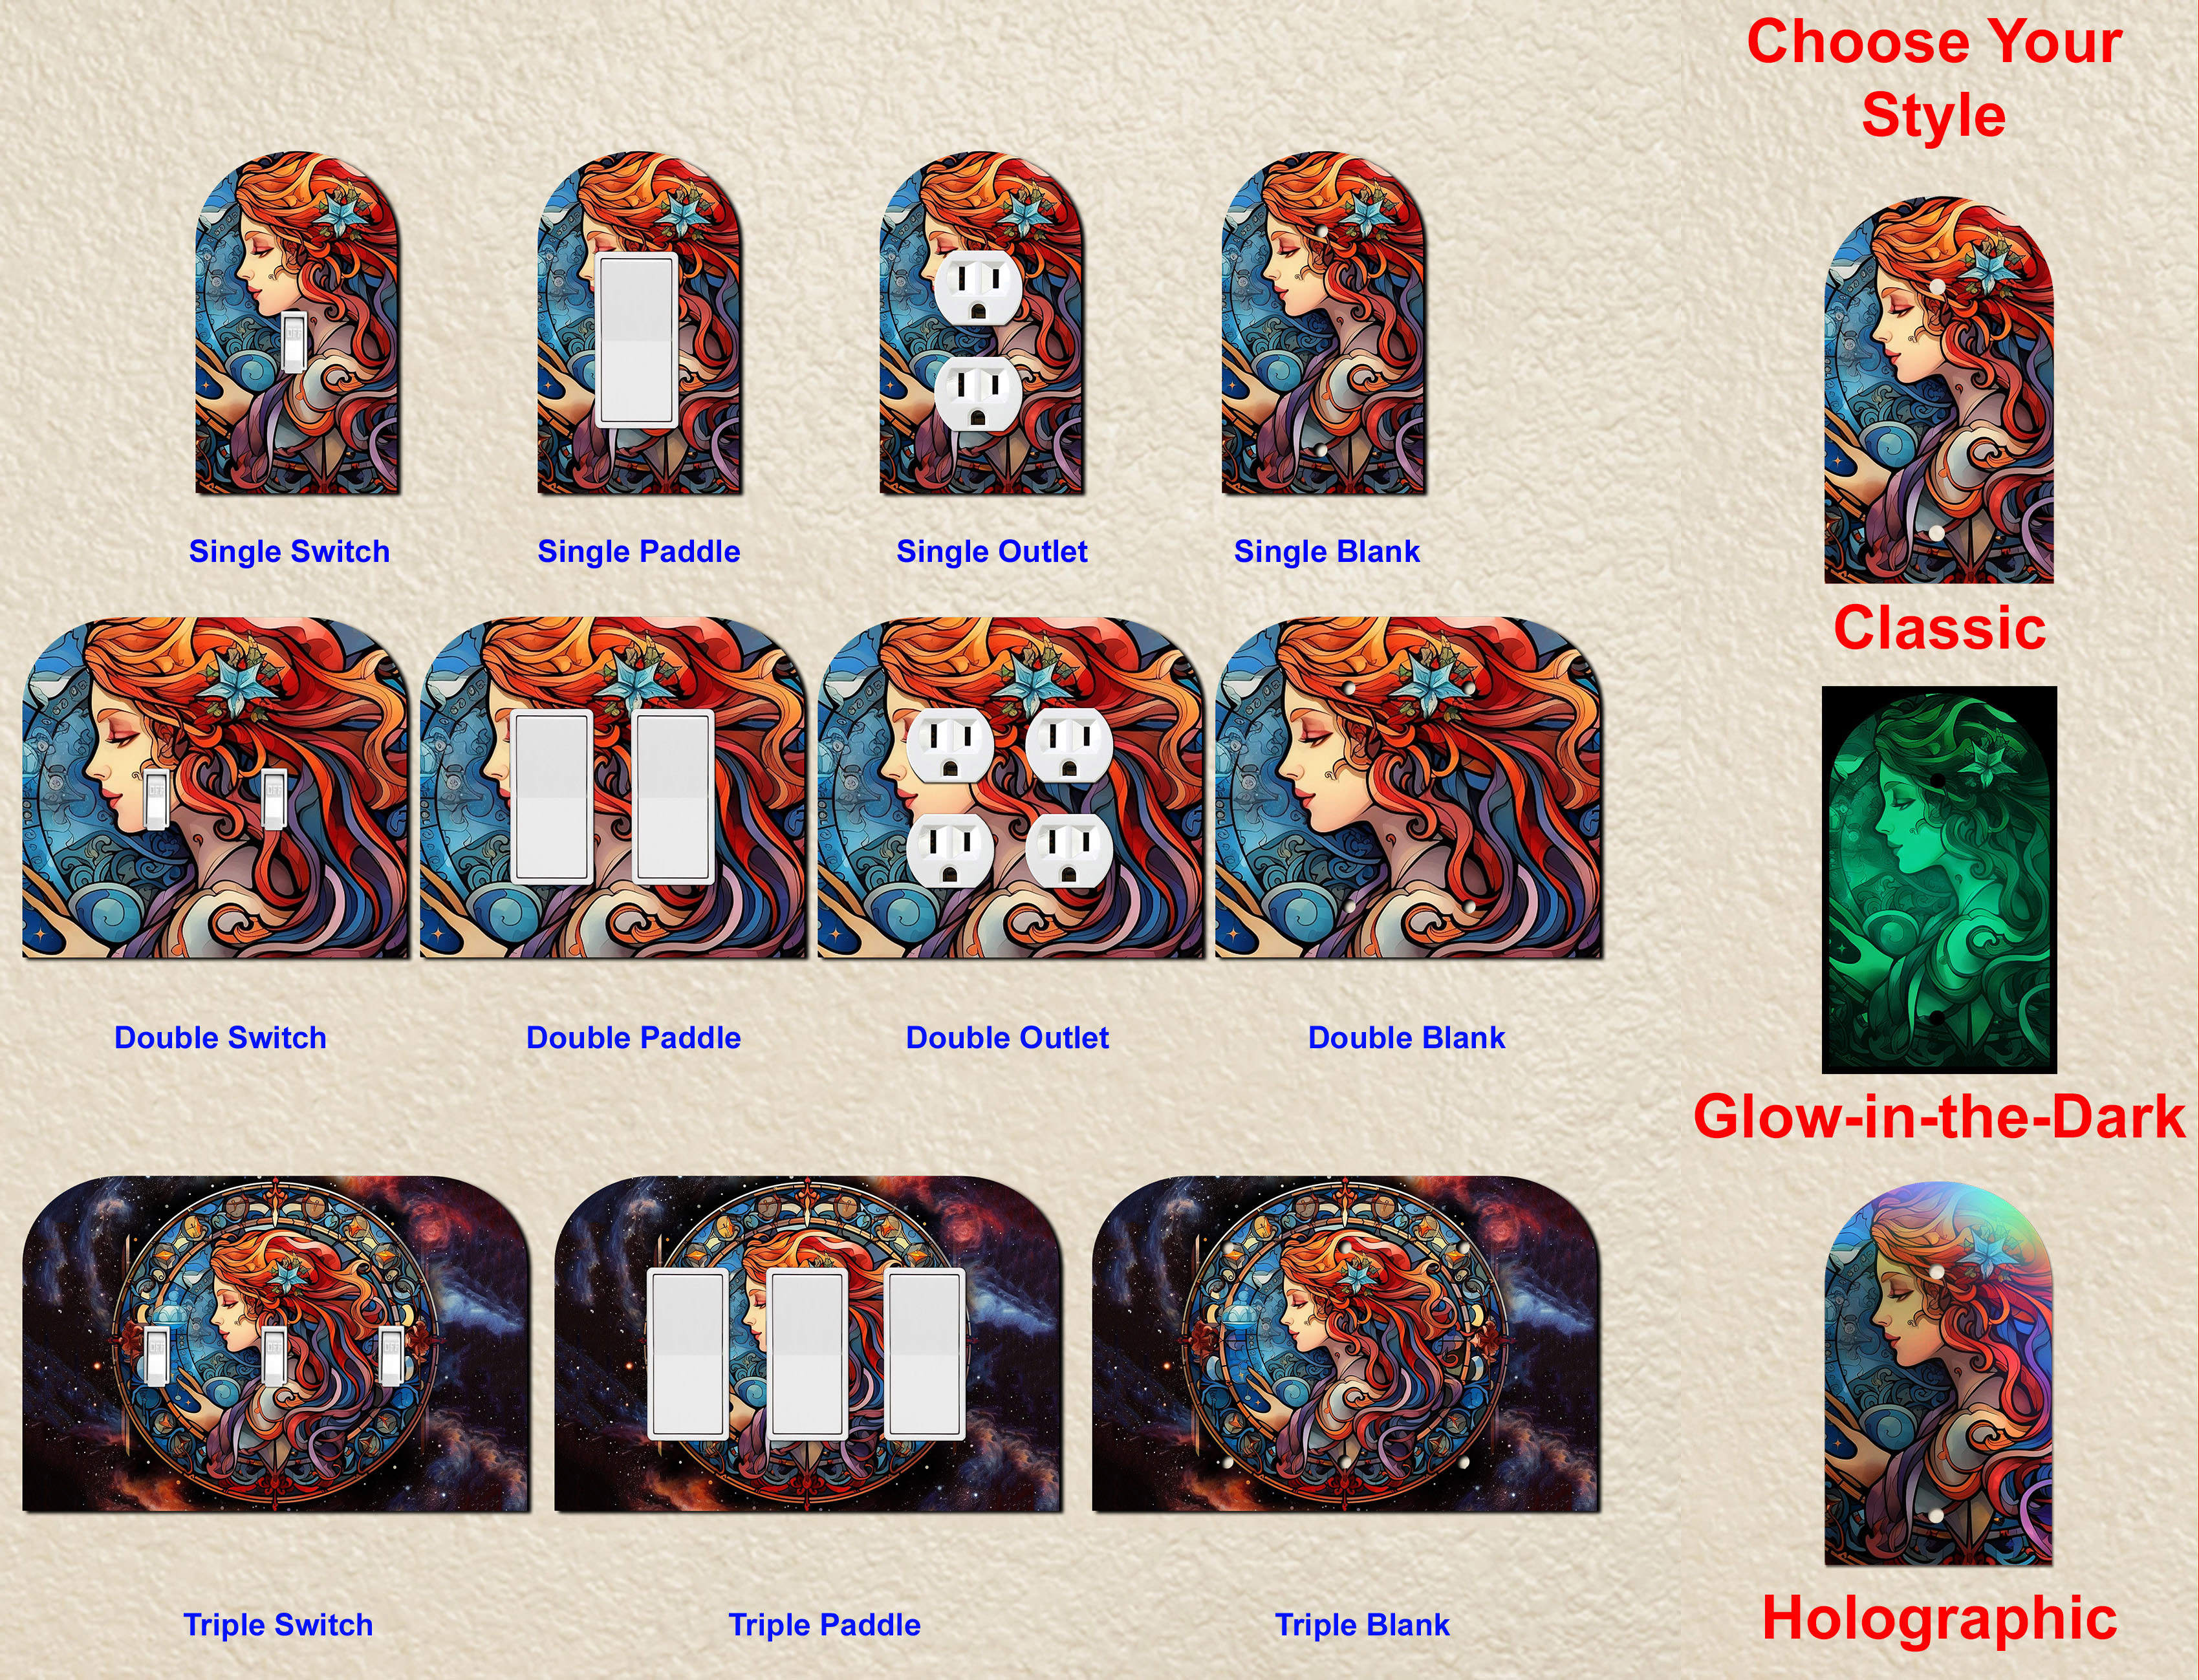 Choose Your
Style
Single Switch
Single Paddle
Single Outlet
Single Blank
Classic
Double Switch
Double Paddle
Double Outlet
Double Blank
Glow-in-the-Dark
Triple Switch
Triple Paddle
Triple Blank
Holographic